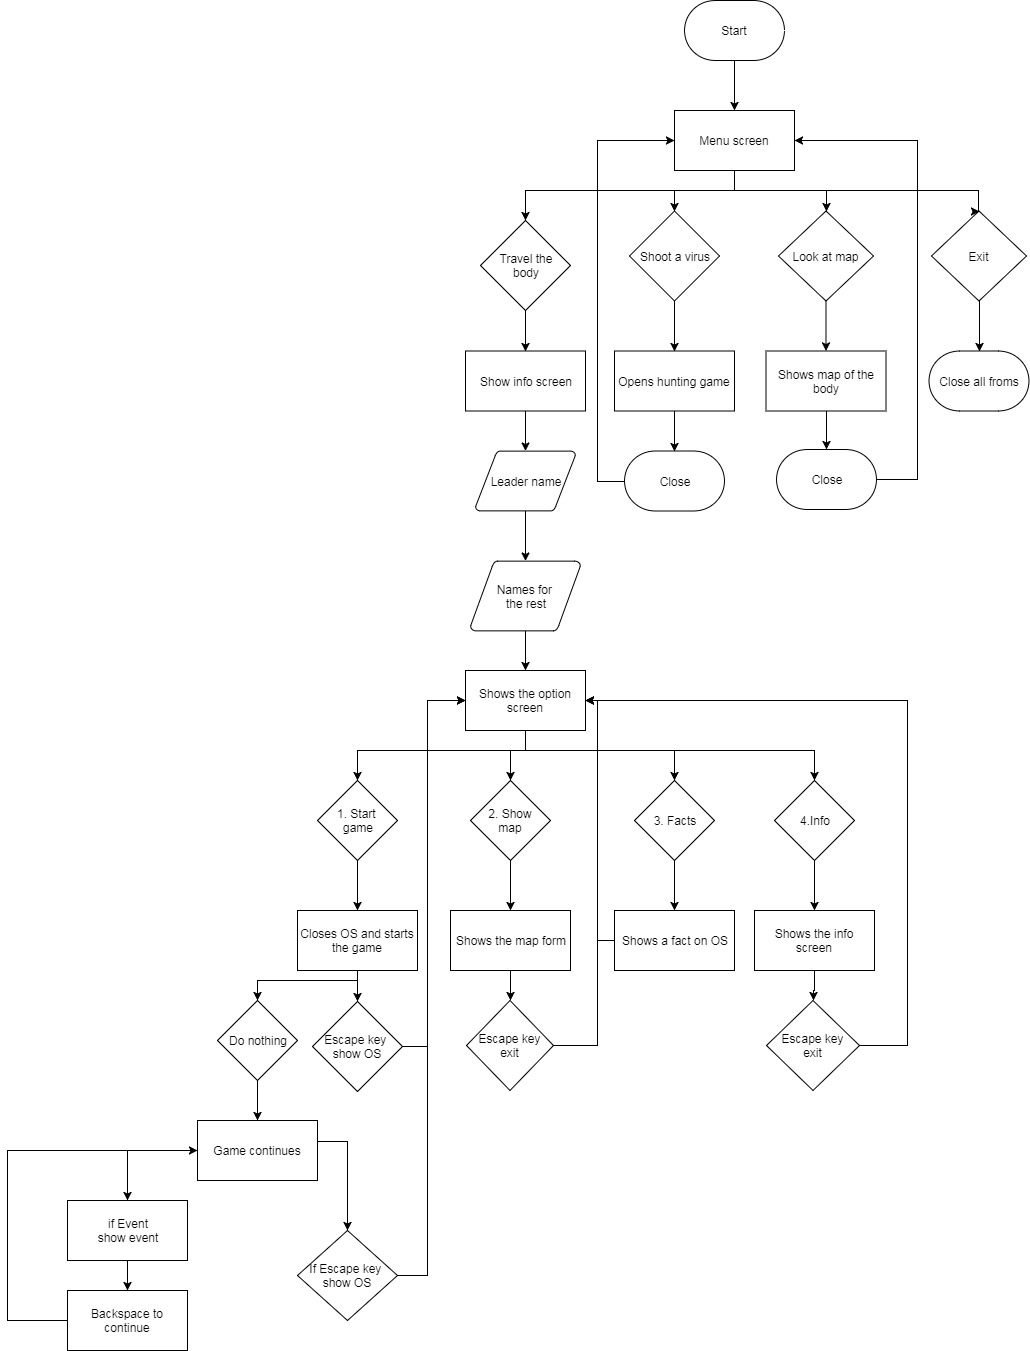 Start
Menu screen
Travel the
body
Shoot a virus
Look at map
Exit
Show info screen
Opens hunting game
Shows map of the
body
Close all froms
Leader name
Close
Close
Names for
the rest
Shows the option
screen
1. Start
game
2. Show
map
3. Facts
4.Info
Closes OS and starts
the game
Shows the map form
Shows a fact on OS
Shows the info
screen
Do nothing
Escape key
show OS
Escape key
exit
Escape key
exit
Game continues
if Event
show event
If Escape key
show OS
Backspace to
continue